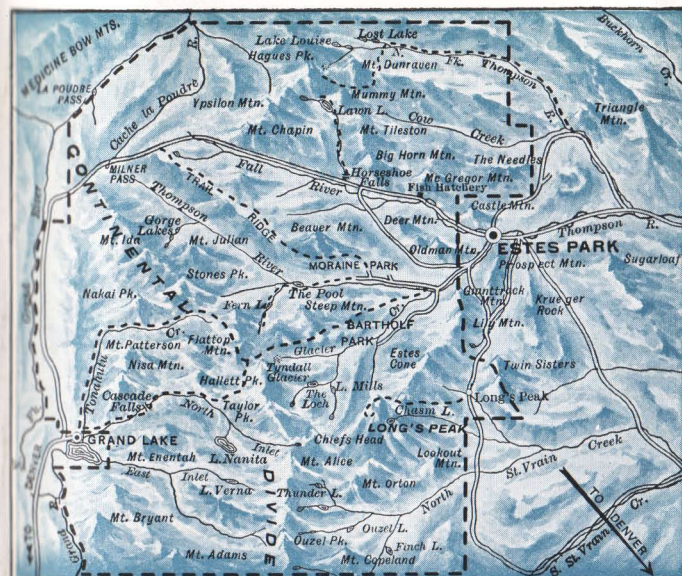 MEDICINE BOW MTS.
LA POUDRE PASS
Cache la Poudre R.
Lake Louise
Lost Lake
Hagues Pk.
Mt. Dunraven
N. Fk. Thompson R.
Buckhorn Cr.
Mummy Mtn.
Ypsilon Mtn.
Lawn L.
Cow Creek
Triangle Mtn.
Mt. Chapin
Mt. Tileston
Big Horn Mtn.
The Needles
CONTINENTAL DIVIDE
MILNER PASS
Fall River
Horseshoe Falls
Mc Gregor Mtn.
Fish Hatchery
TRAIL RIDGE
Thompson River
Castle Mtn.
Gorge Lakes
Mt. Ida
Mt. Julian
Beaver Mtn.
Deer Mtn.
Oldman Mtn.
Thompson R.
ESTES PARK
Prospect Mtn.
Sugarloaf
Stones Pk.
MORAINE PARK
Nakai Pk.
Fern L.
The Pool
Steep Mtn.
Gianttrack Mtn.
Krueger Rock
Lily Mtn.
BARTHOLF PARK
Glacier Cr.
Tonahutu Cr.
Mt. Patterson
Flattop Mtn.
Nisa Mtn.
Tyndall Glacier
Estes Cone
Twin Sisters
Hallett Pk.
L. Mills
The Loch
Cascade Falls
North Inlet
Taylor Pk.
Chasm L.
Long's Peak
LONG'S PEAK
GRAND LAKE
Chiefs Head
Mt. Enentah
L. Nanita
Mt. Alice
Lookout Mtn.
North St. Vrain Creek
East Inlet
L. Verna
Thunder L.
Mt. Orton
TO DENVER
Grand R.
Mt. Bryant
Ouzel L.
Ouzel Pk.
Finch L.
S. St. Vrain Cr.
TO DENVER
Mt. Adams
Mt. Copeland